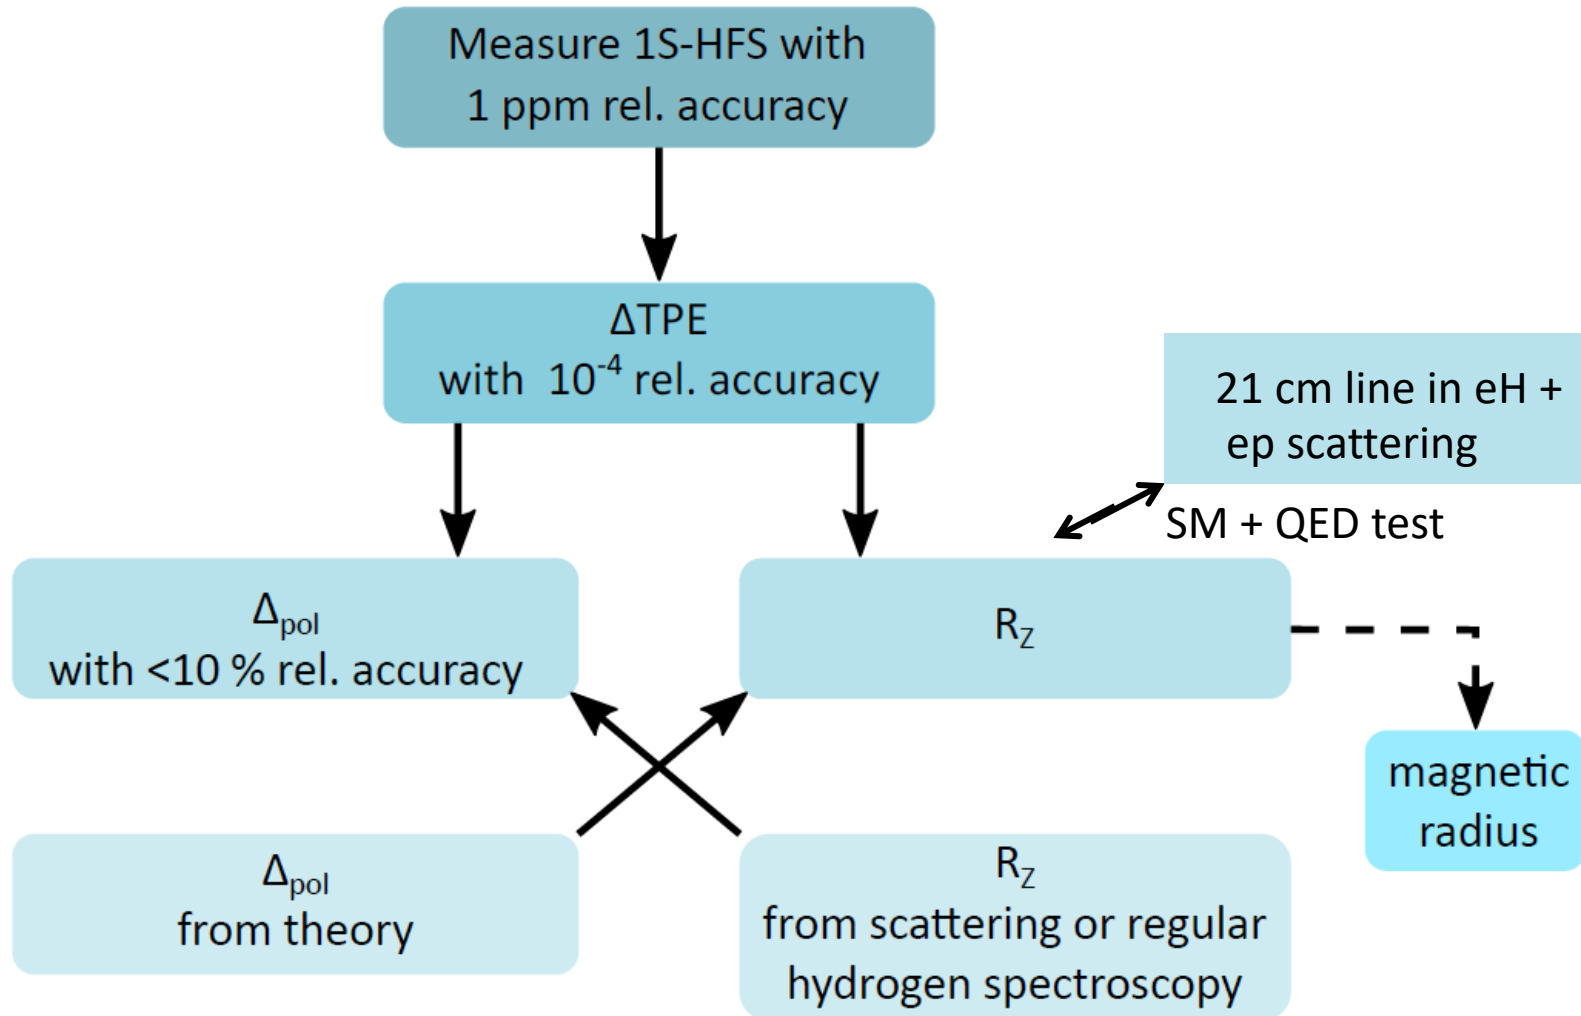 Measure 1S-HFS with
1 ppm rel. accuracy
ΔTPE
with 10⁻⁴ rel. accuracy
21 cm line in eH +
ep scattering
SM + QED test
Δpol
with <10 % rel. accuracy
RZ
magnetic
radius
Δpol
from theory
RZ
from scattering or regular
hydrogen spectroscopy